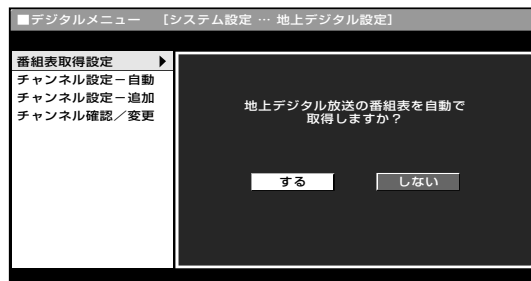 ■デジタルメニュー ［システム設定 … 地上デジタル設定］
番組表取得設定
チャンネル設定－自動
チャンネル設定－追加
チャンネル確認／変更
地上デジタル放送の番組表を自動で
取得しますか？
する しない